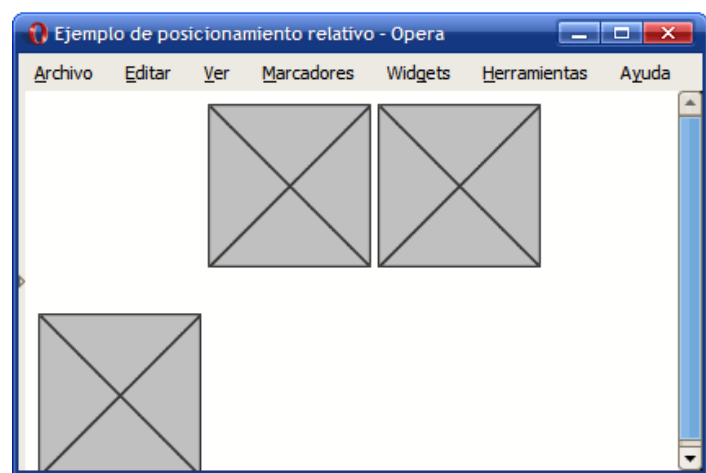 Ejemplo de posicionamiento relativo - Opera
Archivo Editar Ver Marcadores Widgets Herramientas Ayuda